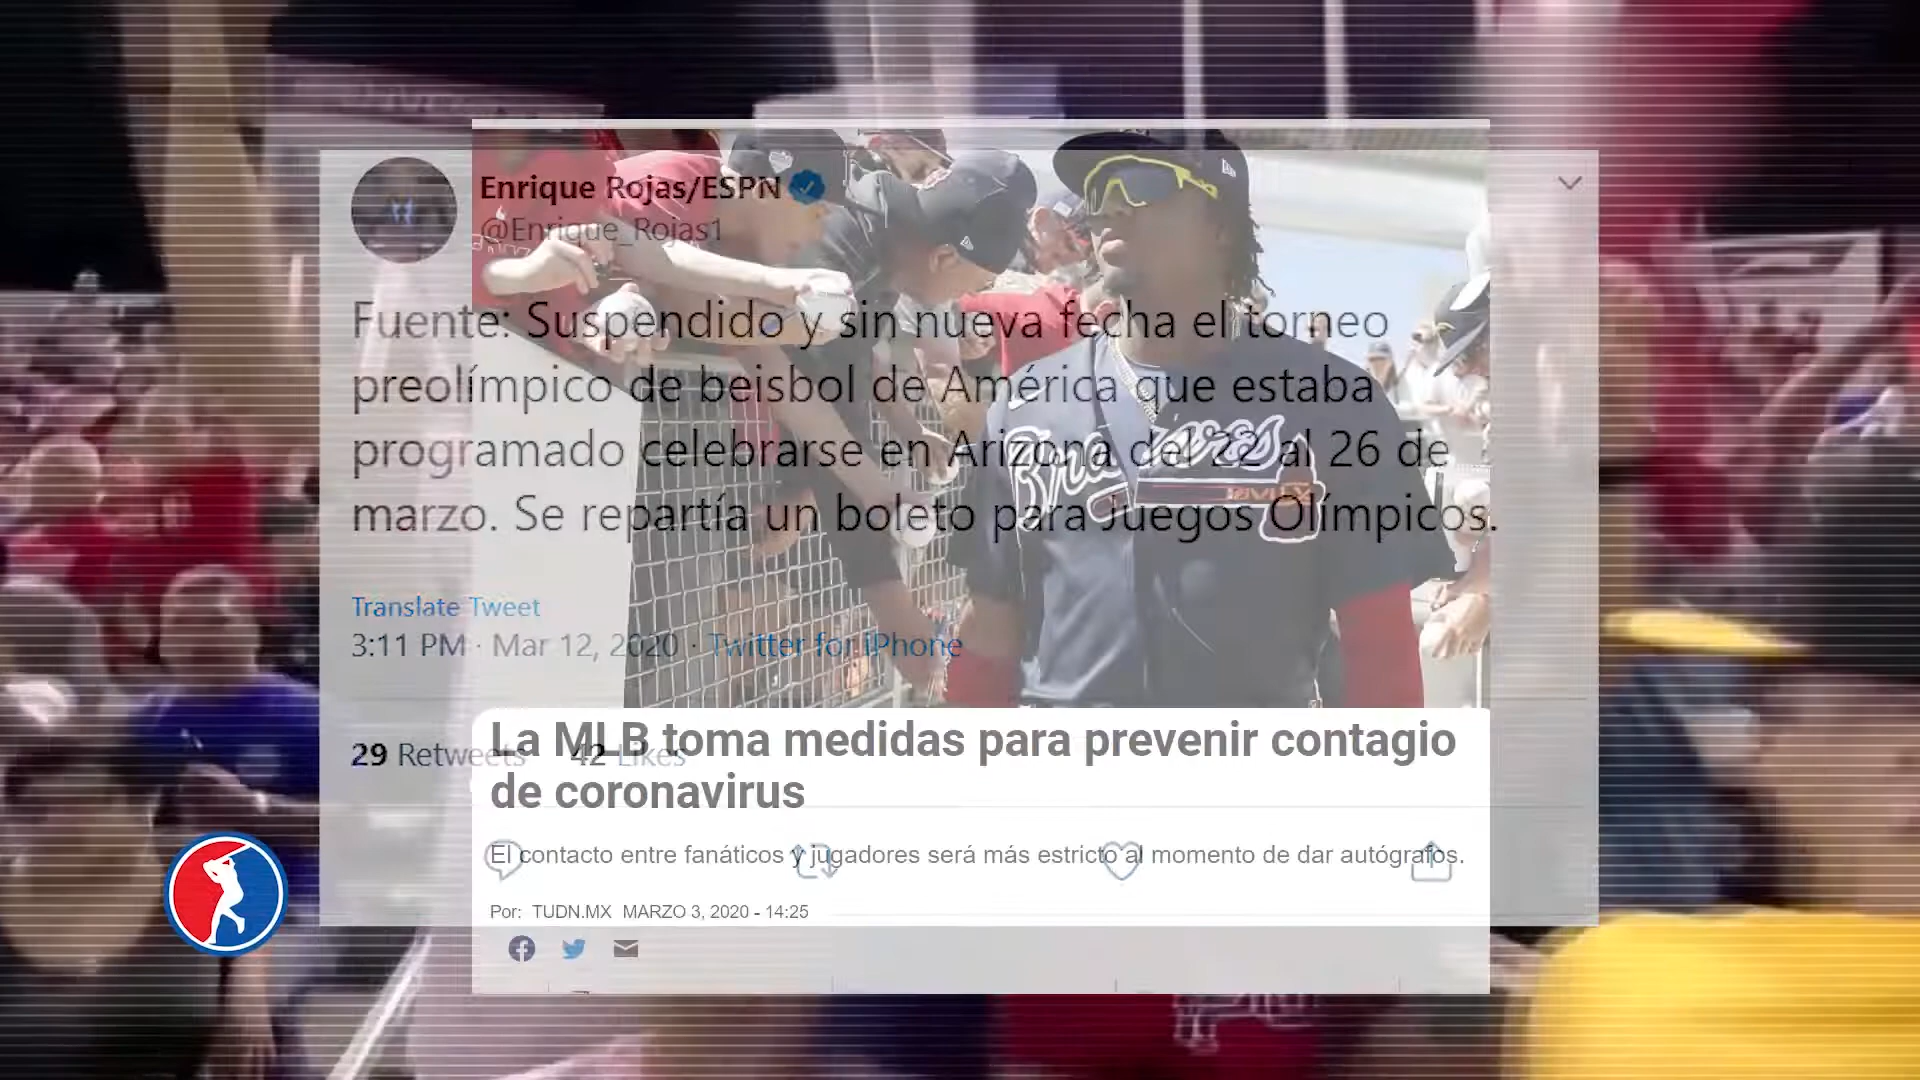 Enrique Rojas/ESPN
@Enrique_Rojas1
Fuente: Suspendido y sin nueva fecha el torneo
preolímpico de beisbol de América que estaba
programado celebrarse en Arizona del 22 al 26 de
marzo. Se repartía un boleto para Juegos Olímpicos.
Braves
Translate Tweet
3:11 PM · Mar 12, 2020 · Twitter for iPhone
29 Retweets 42 Likes
La MLB toma medidas para prevenir contagio
de coronavirus
El contacto entre fanáticos y jugadores será más estricto al momento de dar autógrafos.
Por: TUDN.MX MARZO 3, 2020 - 14:25